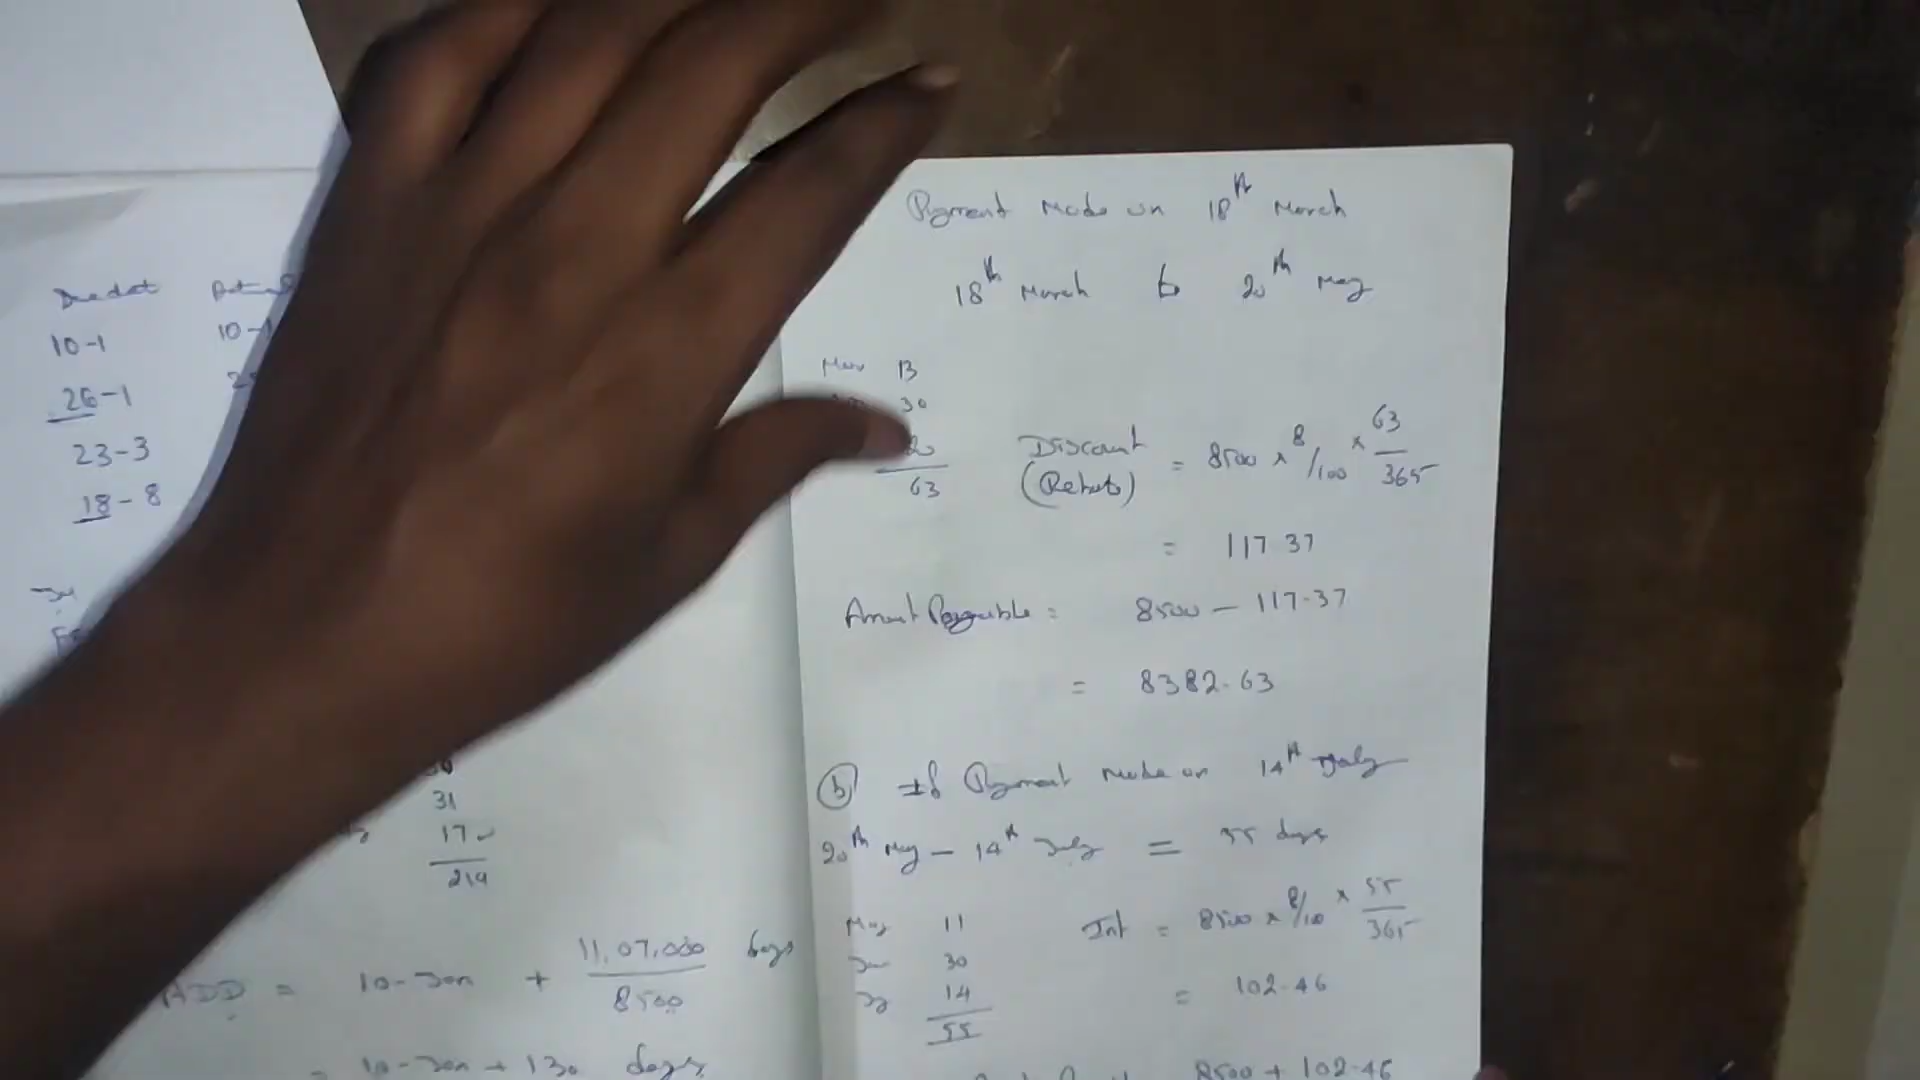 Due date
10-1 10-1
26-1
23-3
18-8
31
17
219
ADD = 10-Jan + 11,07,000 / 8500 days
= 10-Jan + 130 days
Payment made on 18th March
18th March to 20th May
Mar 13
30
20
63
Discount (Rebate) = 8500 × 8/100 × 63/365
= 117.37
Amount Payable = 8500 - 117.37
= 8382.63
(b) If Payment made on 14th July
20th May - 14th July = 55 days
May 11
Jun 30
Jy 14
55
Int = 8500 × 8/100 × 55/365
= 102.46
8500 + 102.46